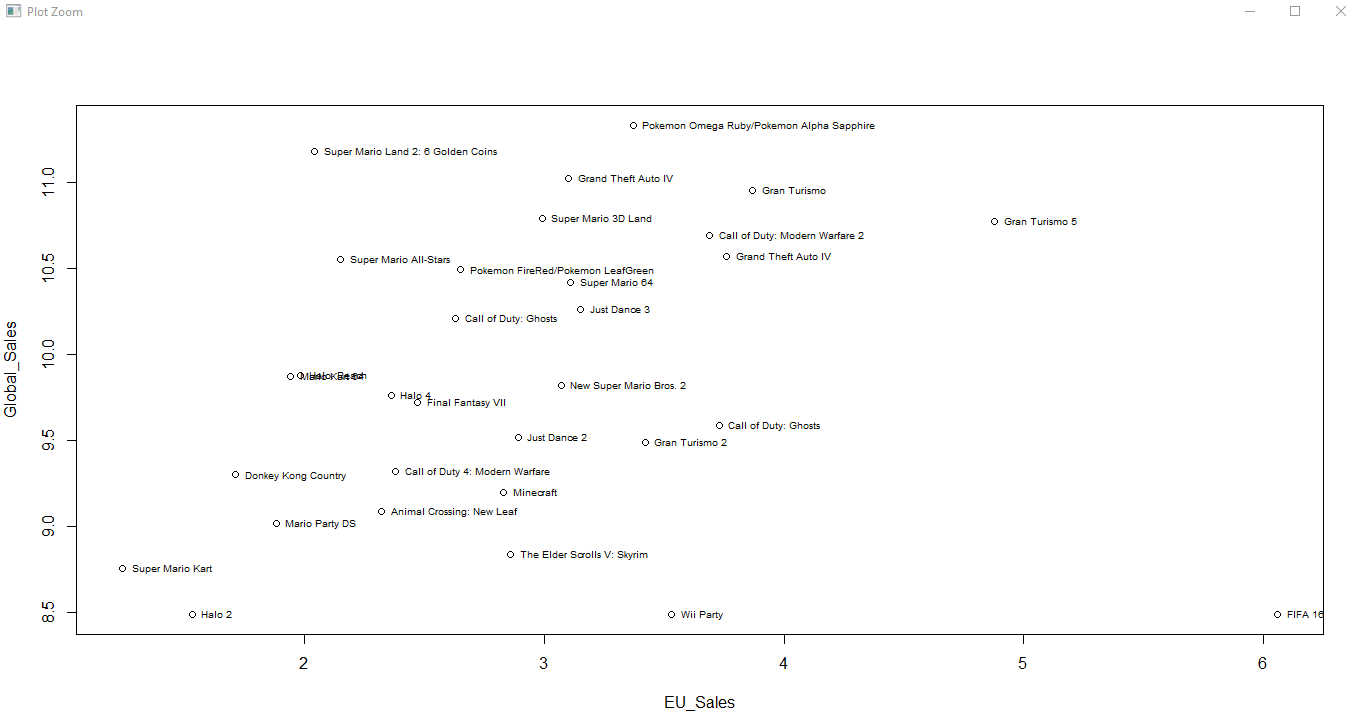 Plot Zoom
Pokemon Omega Ruby/Pokemon Alpha Sapphire
Super Mario Land 2: 6 Golden Coins
Grand Theft Auto IV
Gran Turismo
Super Mario 3D Land
Gran Turismo 5
Call of Duty: Modern Warfare 2
Grand Theft Auto IV
Super Mario All-Stars
Pokemon FireRed/Pokemon LeafGreen
Super Mario 64
Just Dance 3
Call of Duty: Ghosts
Mario Kart 64
Halo: Reach
New Super Mario Bros. 2
Halo 4
Final Fantasy VII
Call of Duty: Ghosts
Just Dance 2
Gran Turismo 2
Call of Duty 4: Modern Warfare
Donkey Kong Country
Minecraft
Animal Crossing: New Leaf
Mario Party DS
The Elder Scrolls V: Skyrim
Super Mario Kart
Halo 2
Wii Party
FIFA 16
11.0
10.5
10.0
9.5
9.0
8.5
Global_Sales
2 3 4 5 6
EU_Sales